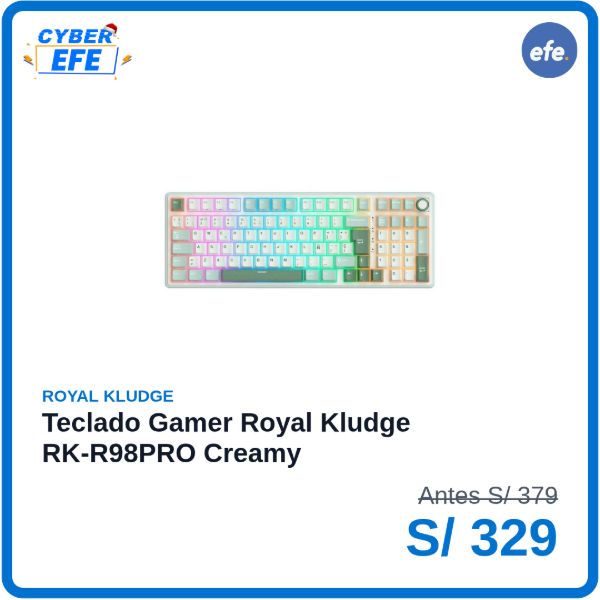 CYBER
EFE
efe.
ROYAL KLUDGE
Teclado Gamer Royal Kludge
RK-R98PRO Creamy
Antes S/ 379
S/ 329